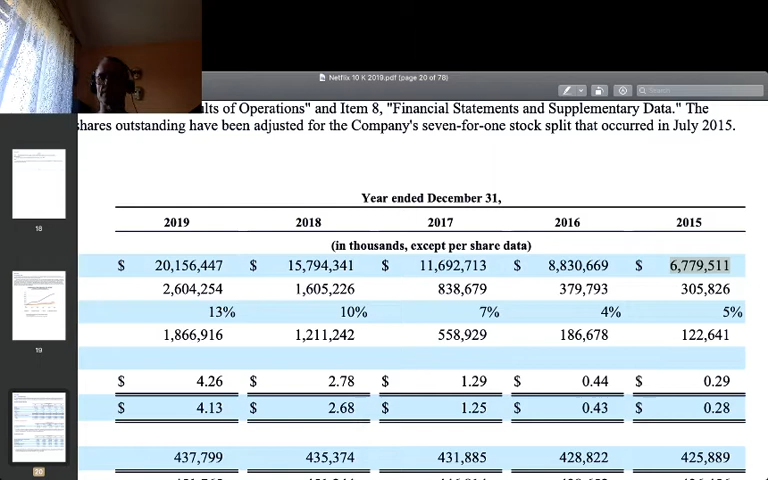 Netflix 10 K 2019.pdf (page 20 of 78)
Search
ults of Operations" and Item 8, "Financial Statements and Supplementary Data." The
shares outstanding have been adjusted for the Company's seven-for-one stock split that occurred in July 2015.
Year ended December 31,
2019 2018 2017 2016 2015
(in thousands, except per share data)
$ 20,156,447 $ 15,794,341 $ 11,692,713 $ 8,830,669 $ 6,779,511
2,604,254 1,605,226 838,679 379,793 305,826
13% 10% 7% 4% 5%
1,866,916 1,211,242 558,929 186,678 122,641
$ 4.26 $ 2.78 $ 1.29 $ 0.44 $ 0.29
$ 4.13 $ 2.68 $ 1.25 $ 0.43 $ 0.28
437,799 435,374 431,885 428,822 425,889
18
19
20